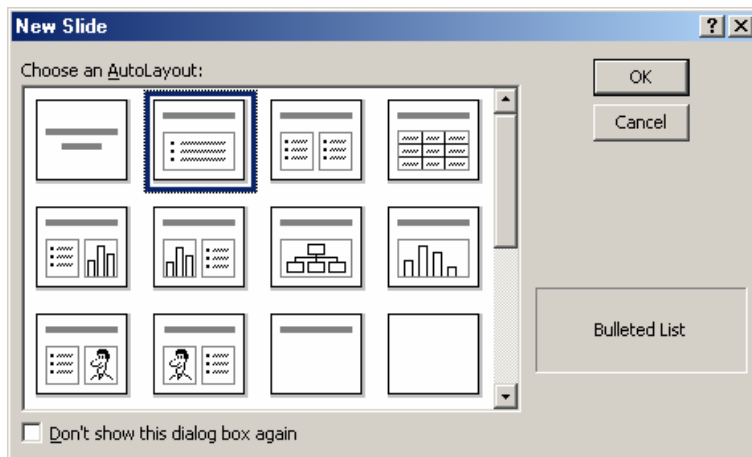 New Slide
Choose an AutoLayout:
OK
Cancel
Bulleted List
Don't show this dialog box again